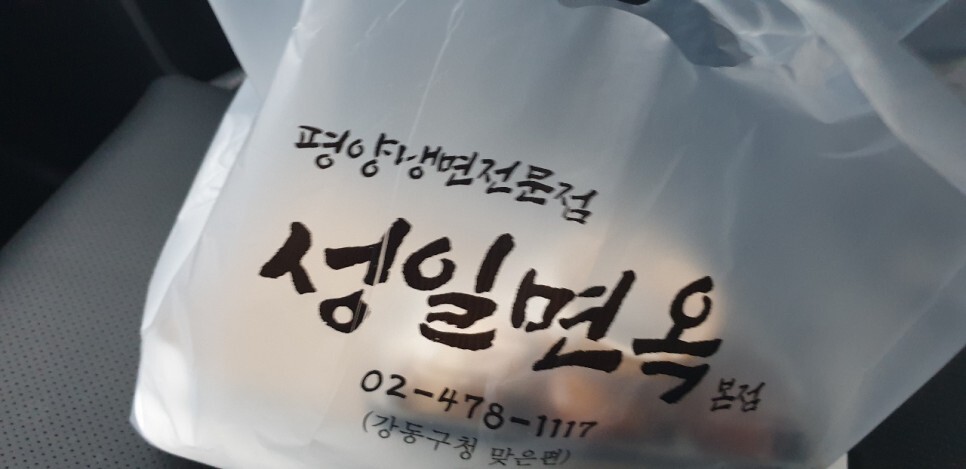 평양냉면전문점
성일면옥 본점
02-478-1117
(강동구청 맞은편)